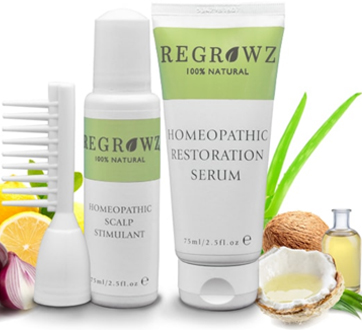 REGROWZ
100% NATURAL
HOMEOPATHIC
SCALP
STIMULANT
75ml/2.5fl.oz ℮
REGROWZ
100% NATURAL
HOMEOPATHIC
RESTORATION
SERUM
75ml/2.5fl.oz ℮